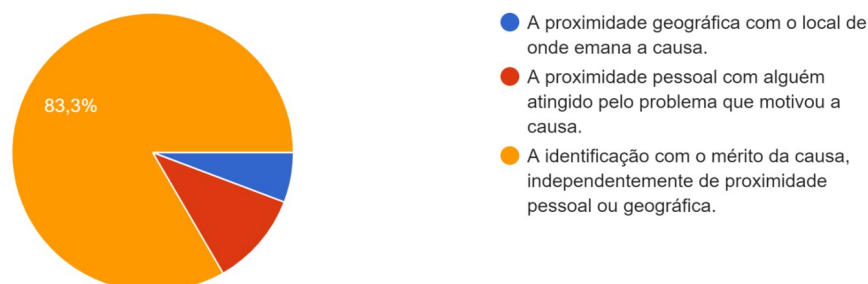 83,3%
A proximidade geográfica com o local de
onde emana a causa.
A proximidade pessoal com alguém
atingido pelo problema que motivou a
causa.
A identificação com o mérito da causa,
independentemente de proximidade
pessoal ou geográfica.